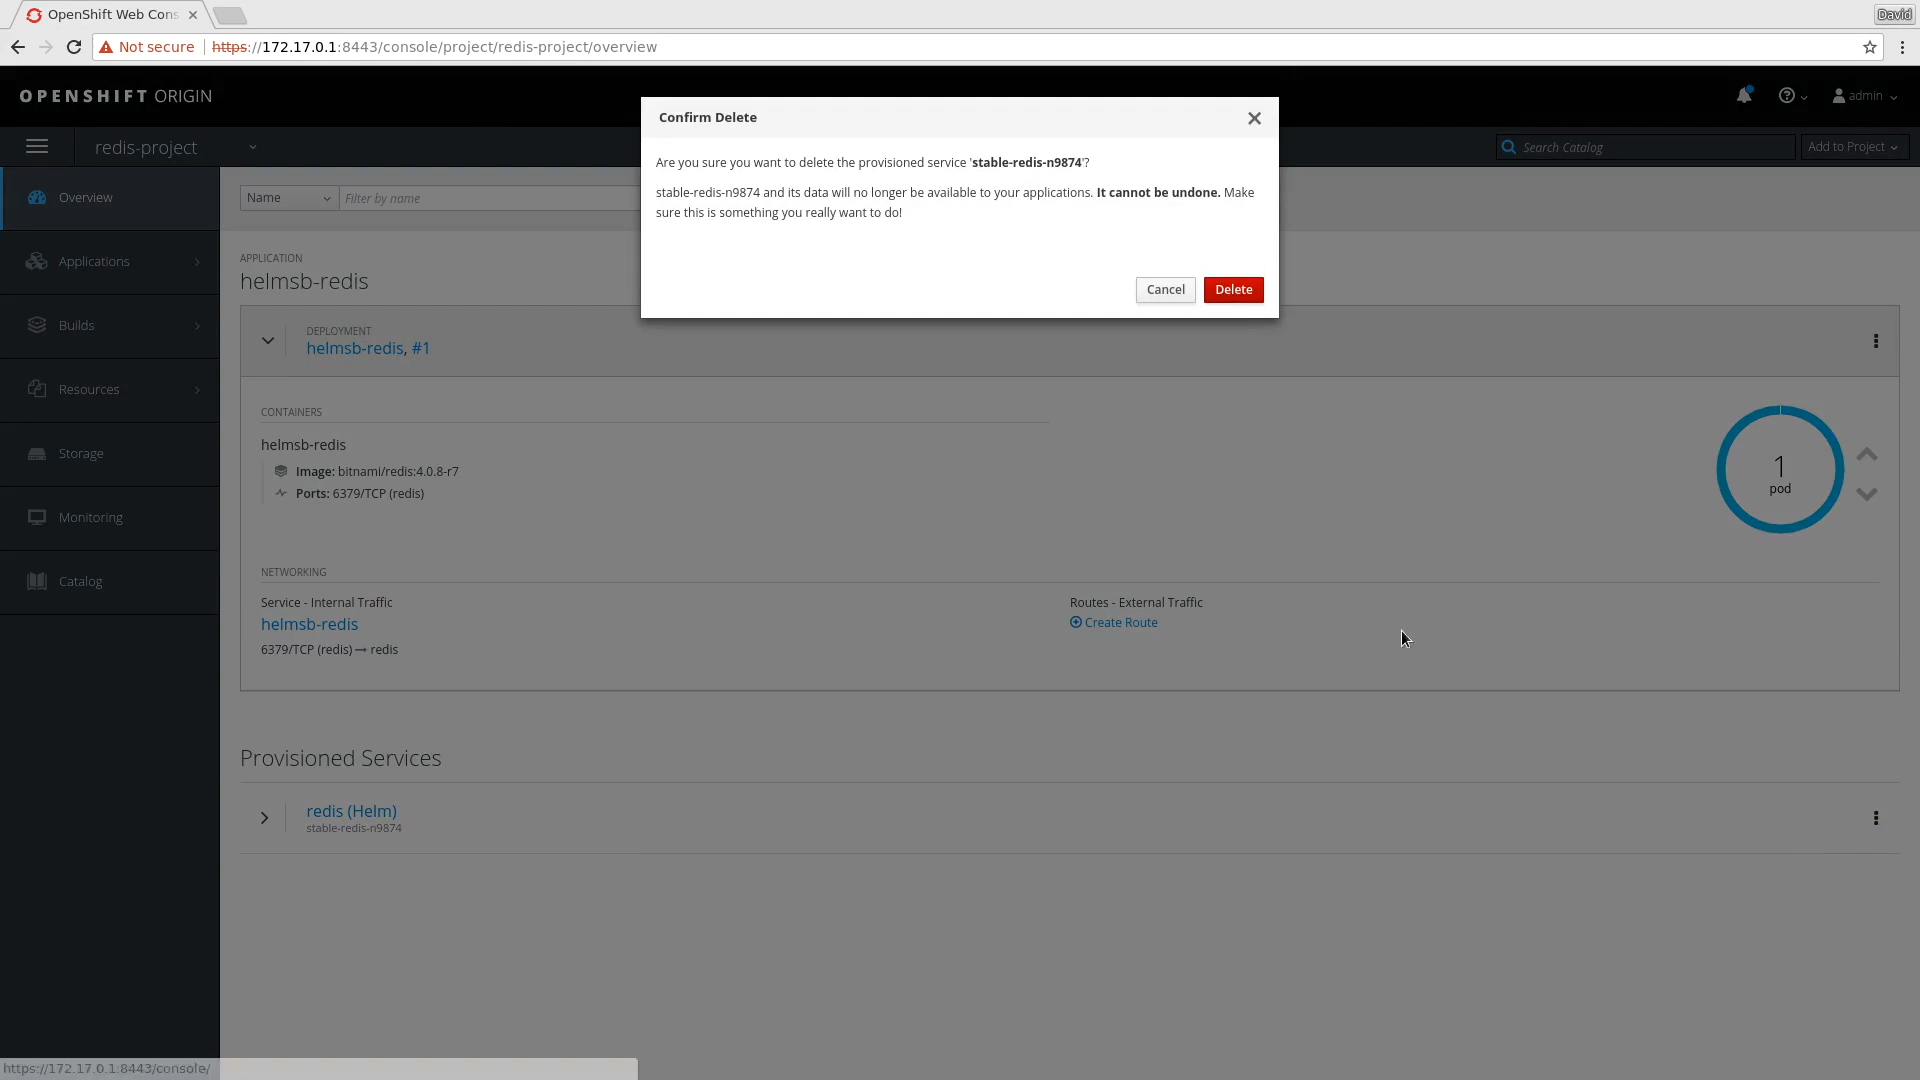 OpenShift Web Cons
David
Not secure
https://172.17.0.1:8443/console/project/redis-project/overview
OPENSHIFT ORIGIN
admin
redis-project
Search Catalog
Add to Project
Confirm Delete
Are you sure you want to delete the provisioned service 'stable-redis-n9874'?
stable-redis-n9874 and its data will no longer be available to your applications. It cannot be undone. Make
sure this is something you really want to do!
Cancel
Delete
Overview
Applications
Builds
Resources
Storage
Monitoring
Catalog
Name
Filter by name
APPLICATION
helmsb-redis
DEPLOYMENT
helmsb-redis, #1
CONTAINERS
helmsb-redis
Image: bitnami/redis:4.0.8-r7
Ports: 6379/TCP (redis)
1
pod
NETWORKING
Service - Internal Traffic
helmsb-redis
6379/TCP (redis) → redis
Routes - External Traffic
Create Route
Provisioned Services
redis (Helm)
stable-redis-n9874
https://172.17.0.1:8443/console/